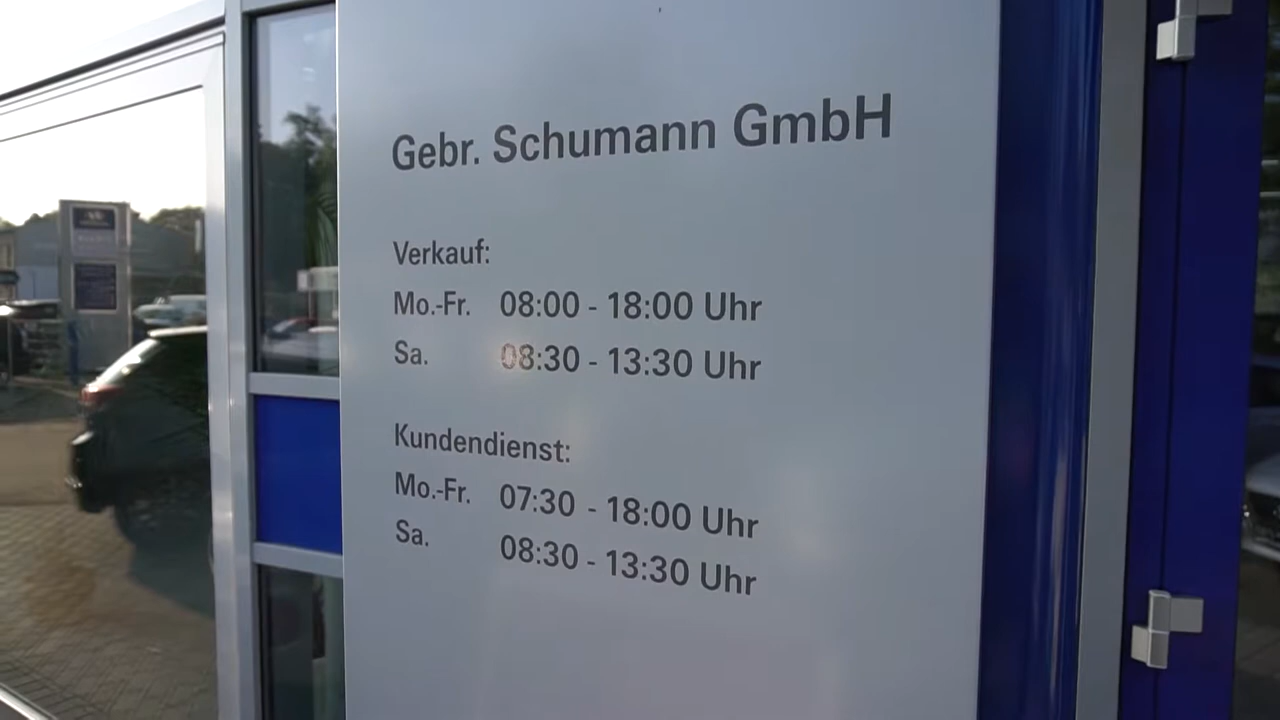 Gebr. Schumann GmbH
Verkauf:
Mo.-Fr. 08:00 - 18:00 Uhr
Sa. 08:30 - 13:30 Uhr
Kundendienst:
Mo.-Fr. 07:30 - 18:00 Uhr
Sa. 08:30 - 13:30 Uhr